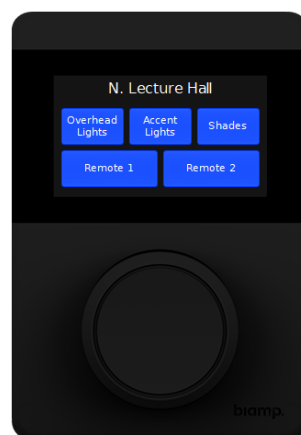 N. Lecture Hall
Overhead
Lights
Accent
Lights
Shades
Remote 1
Remote 2
biamp.